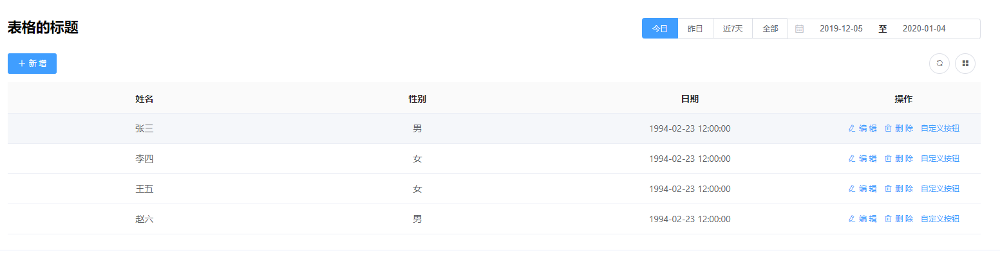 表格的标题
今日 昨日 近7天 全部 2019-12-05 至 2020-01-04
新增
姓名 性别 日期 操作
张三 男 1994-02-23 12:00:00 编辑 删除 自定义按钮
李四 女 1994-02-23 12:00:00 编辑 删除 自定义按钮
王五 女 1994-02-23 12:00:00 编辑 删除 自定义按钮
赵六 男 1994-02-23 12:00:00 编辑 删除 自定义按钮